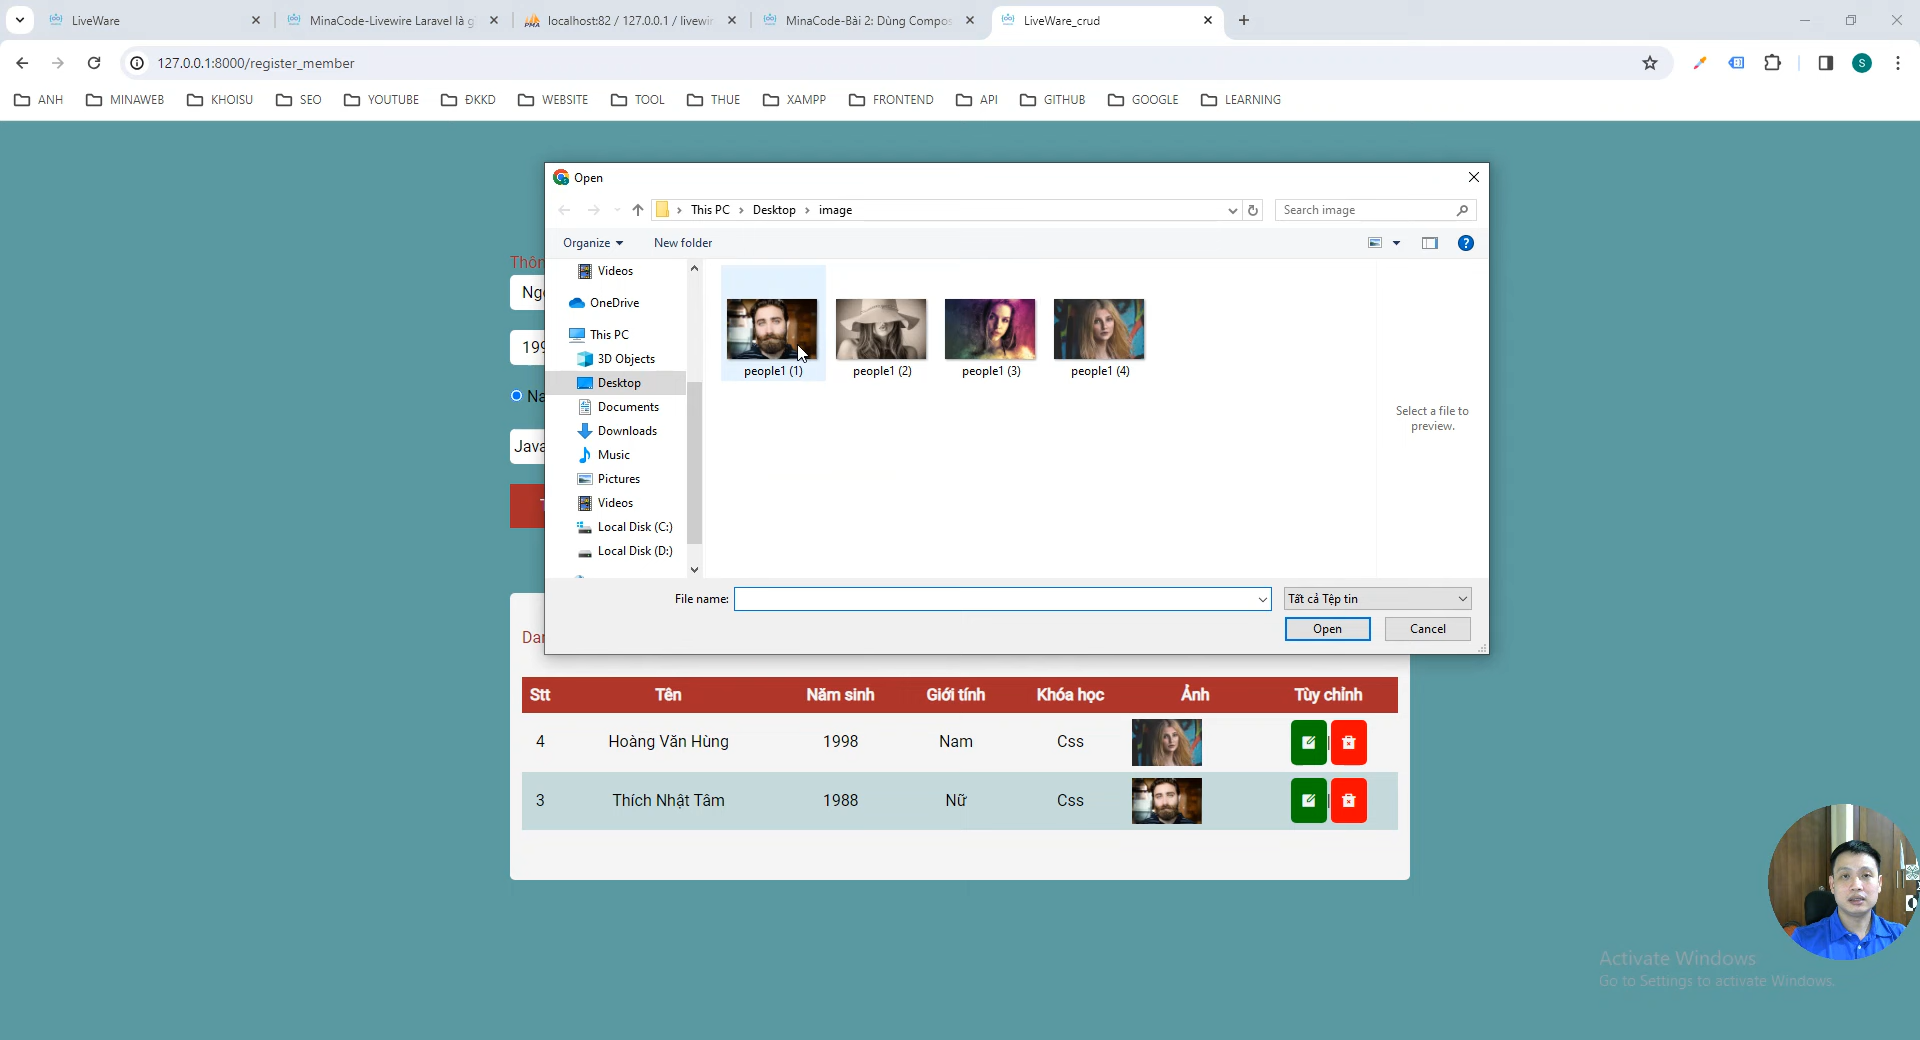 LiveWare
MinaCode-Livewire Laravel là g
localhost:82 / 127.0.0.1 / livewir
MinaCode-Bài 2: Dùng Compos
LiveWare_crud
127.0.0.1:8000/register_member
S
ANH
MINAWEB
KHOISU
SEO
YOUTUBE
ĐKKD
WEBSITE
TOOL
THUE
XAMPP
FRONTEND
API
GITHUB
GOOGLE
LEARNING
Open
This PC
Desktop
image
Search image
Organize
New folder
Videos
OneDrive
This PC
3D Objects
Desktop
Documents
Downloads
Music
Pictures
Videos
Local Disk (C:)
Local Disk (D:)
people1 (1)
people1 (2)
people1 (3)
people1 (4)
Select a file to
preview.
File name:
Tất cả Tệp tin
Open
Cancel
Thôn
199
Java
Stt Tên Năm sinh Giới tính Khóa học Ảnh Tùy chỉnh
4 Hoàng Văn Hùng 1998 Nam Css
3 Thích Nhật Tâm 1988 Nữ Css
Activate Windows
Go to Settings to activate Windows.